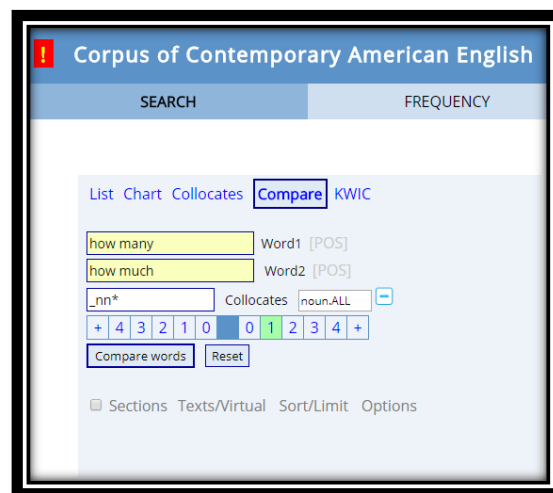 ! Corpus of Contemporary American English
SEARCH FREQUENCY
List Chart Collocates Compare KWIC
how many Word1 [POS]
how much Word2 [POS]
_nn* Collocates noun.ALL −
+ 4 3 2 1 0 0 1 2 3 4 +
Compare words Reset
Sections Texts/Virtual Sort/Limit Options